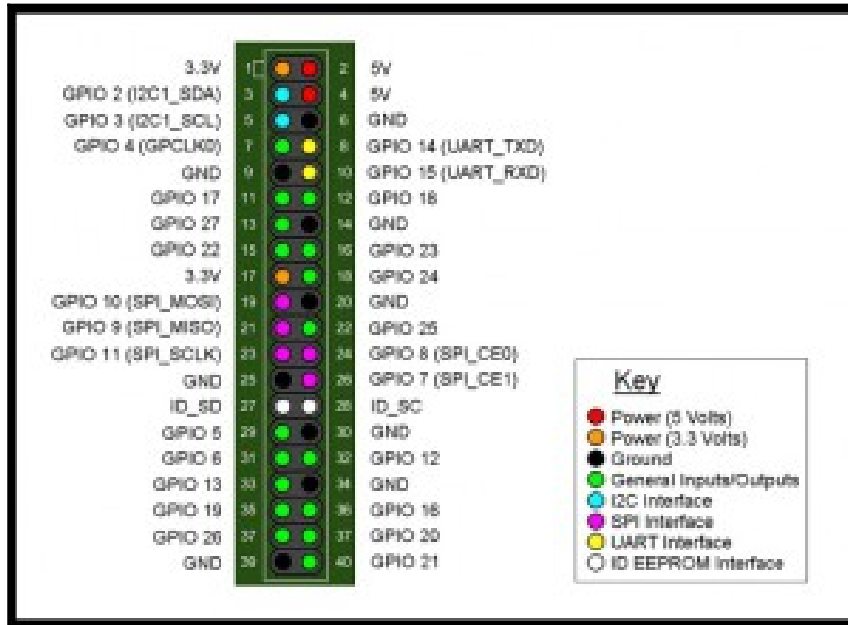 3.3V 1 2 5V
GPIO 2 (I2C1_SDA) 3 4 5V
GPIO 3 (I2C1_SCL) 5 6 GND
GPIO 4 (GPCLK0) 7 8 GPIO 14 (UART_TXD)
GND 9 10 GPIO 15 (UART_RXD)
GPIO 17 11 12 GPIO 18
GPIO 27 13 14 GND
GPIO 22 15 16 GPIO 23
3.3V 17 18 GPIO 24
GPIO 10 (SPI_MOSI) 19 20 GND
GPIO 9 (SPI_MISO) 21 22 GPIO 25
GPIO 11 (SPI_SCLK) 23 24 GPIO 8 (SPI_CE0)
GND 25 26 GPIO 7 (SPI_CE1)
ID_SD 27 28 ID_SC
GPIO 5 29 30 GND
GPIO 6 31 32 GPIO 12
GPIO 13 33 34 GND
GPIO 19 35 36 GPIO 16
GPIO 26 37 37 GPIO 20
GND 39 40 GPIO 21
Key
Power (5 Volts)
Power (3.3 Volts)
Ground
General Inputs/Outputs
I2C Interface
SPI Interface
UART Interface
ID EEPROM Interface